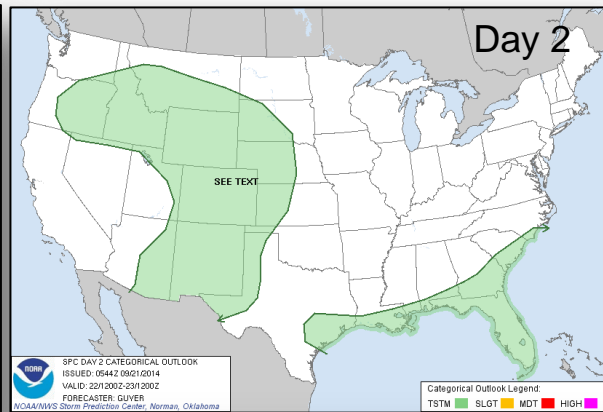 Day 2
SEE TEXT
NOAA
SPC DAY 2 CATEGORICAL OUTLOOK
ISSUED: 0544Z 09/21/2014
VALID: 22/1200Z-23/1200Z
FORECASTER: GUYER
NOAA/NWS Storm Prediction Center, Norman, Oklahoma
Categorical Outlook Legend:
TSTM SLGT MDT HIGH